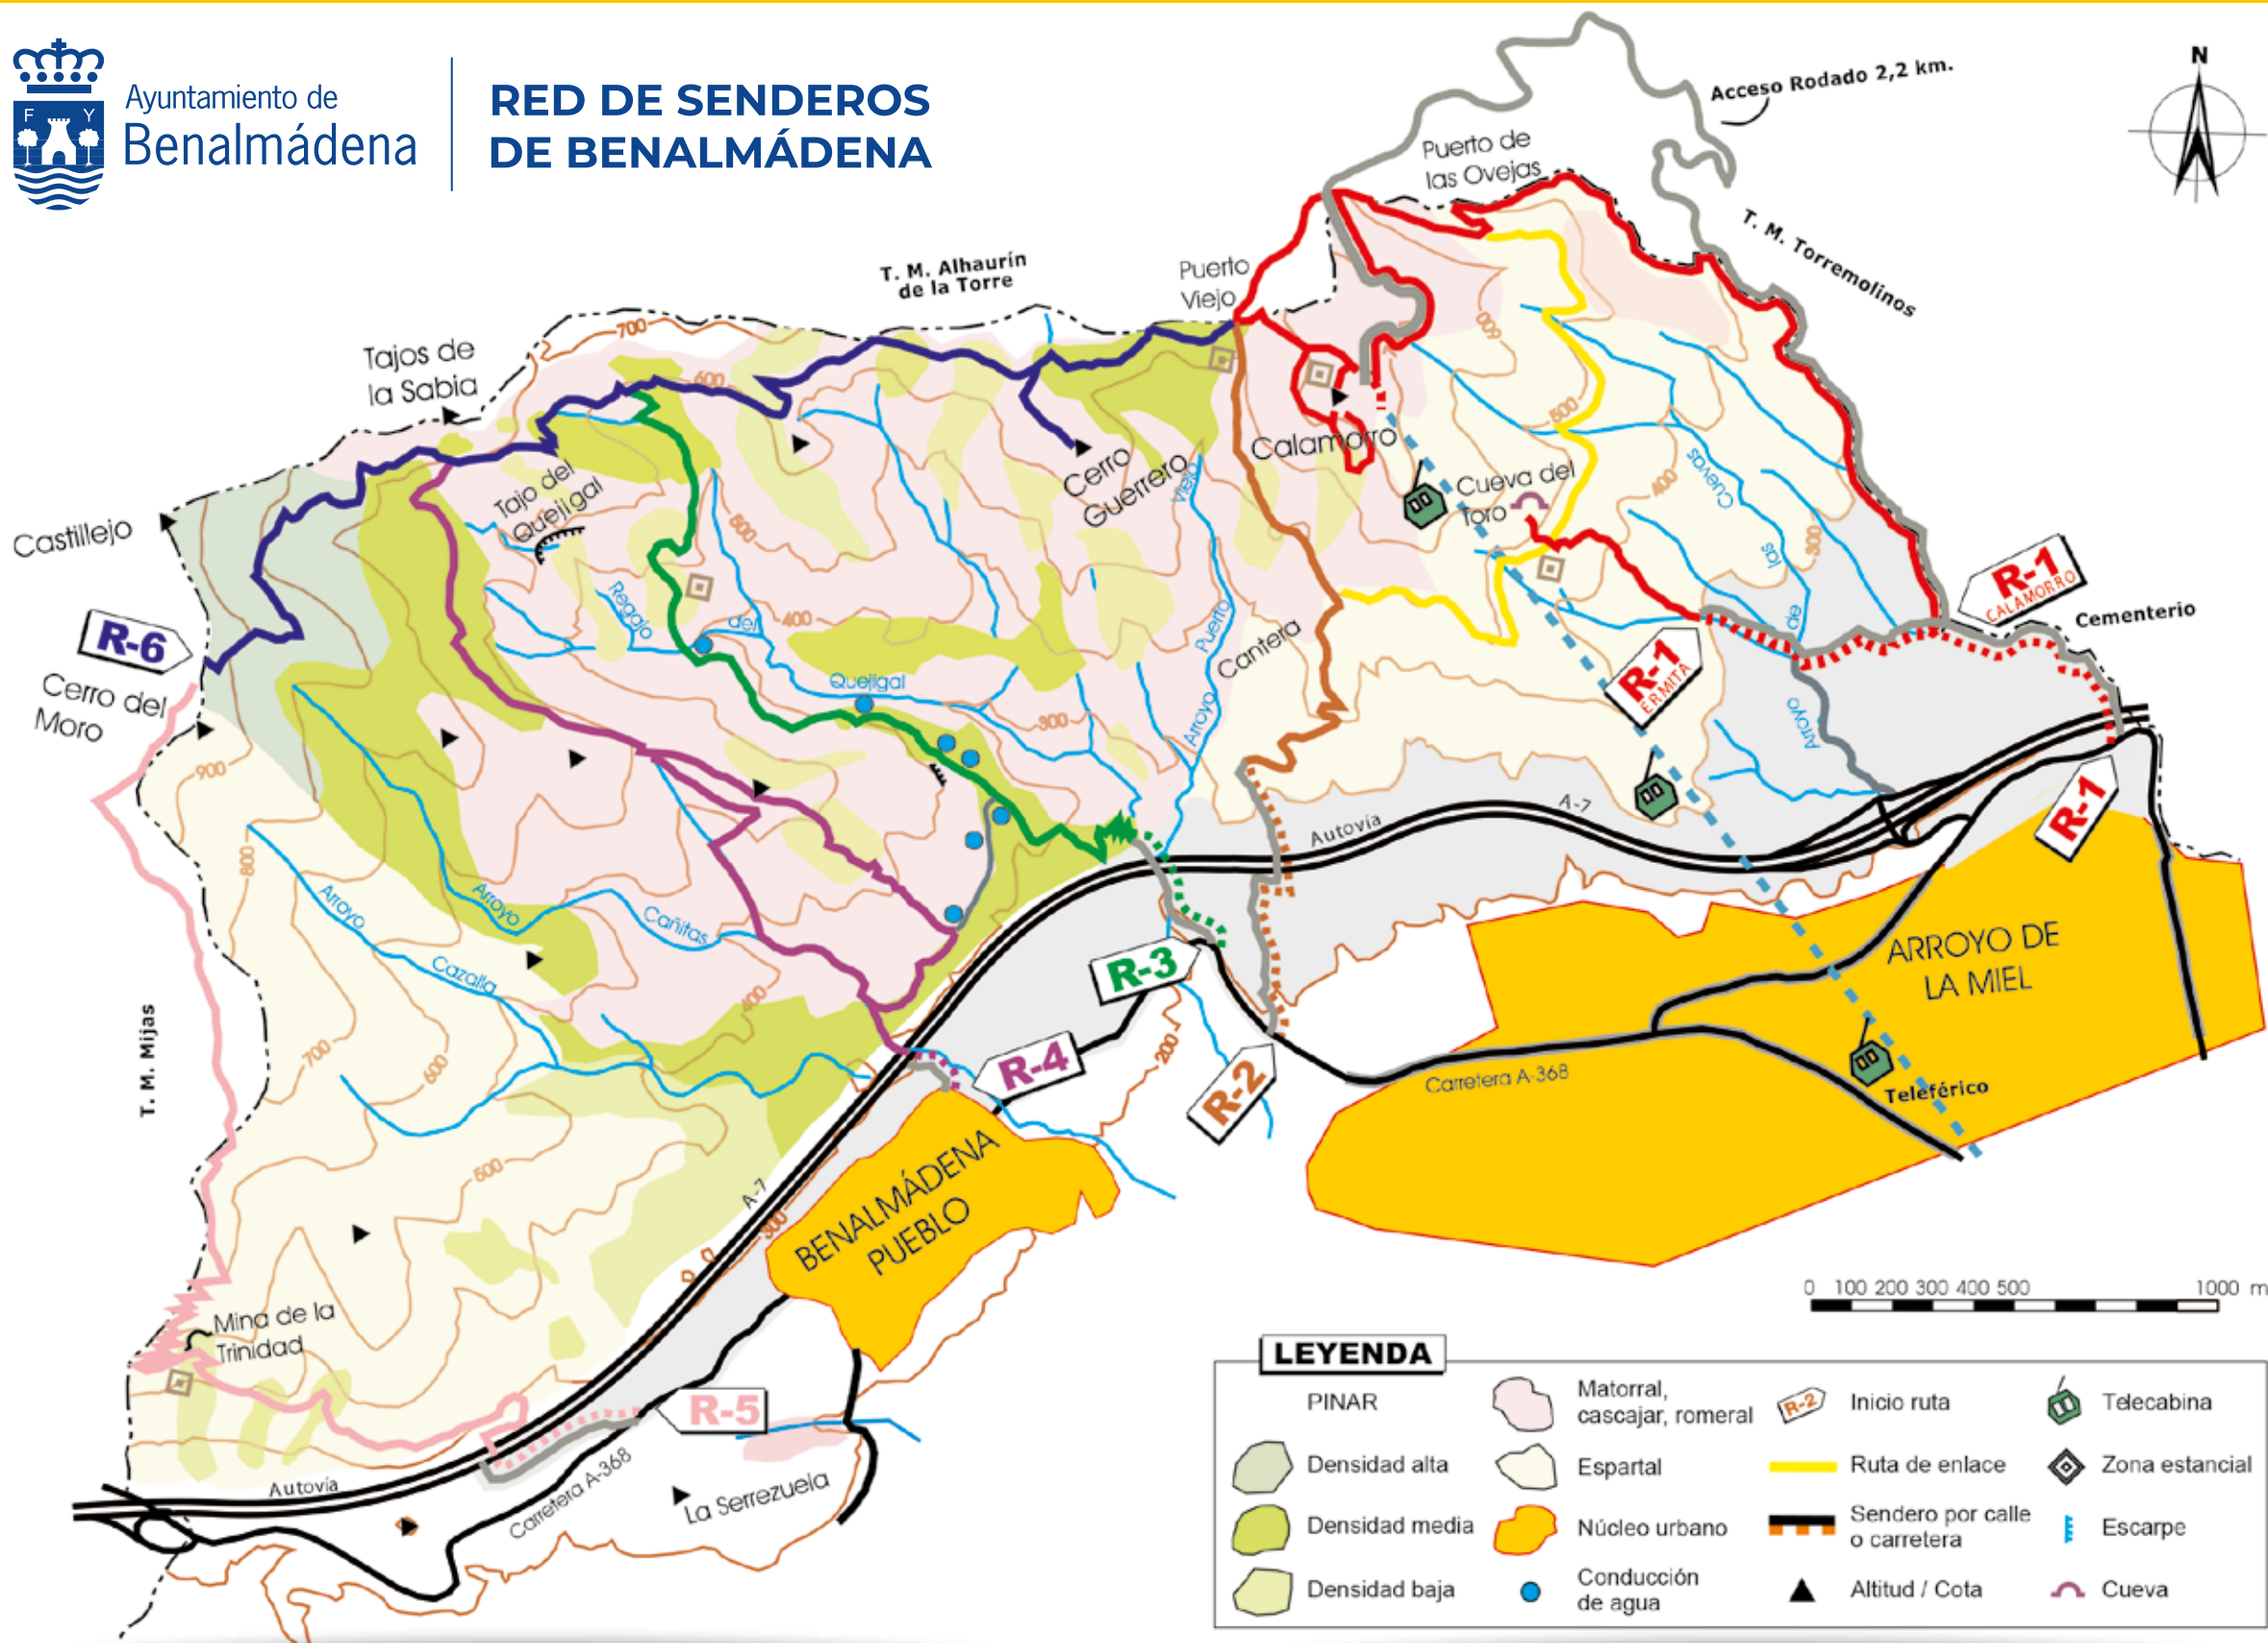 F Y
Ayuntamiento de
Benalmádena
RED DE SENDEROS
DE BENALMÁDENA
N
Acceso Rodado 2,2 km.
Puerto de
las Ovejas
T. M. Torremolinos
T. M. Alhaurín
de la Torre
Puerto
Viejo
700
Tajos de
la Sabia
600
600
500
Calamorro
Cerro
Guerrero
Viejo
Cueva del
Toro
400
Cuevas
las
300
de
Arroyo
Tajo del
Quejigal
500
Castillejo
R-6
Cerro del
Moro
Regajo
del
400
Quejigal
300
Puerto
Arroyo
Cantera
R-1
CALAMORRO
Cementerio
R-1
ERMITA
R-1
900
800
Arroyo
Arroyo
Cañitas
Cazalla
400
Autovía
A-7
ARROYO DE
LA MIEL
R-3
R-4
R-2
200
Carretera A-368
Teleférico
T. M. Mijas
700
600
500
A-7
300
BENALMÁDENA
PUEBLO
Mina de la
Trinidad
R-5
Autovía
Carretera A-368
La Serrezuela
0 100 200 300 400 500 1000 m
LEYENDA
PINAR
Densidad alta
Densidad media
Densidad baja
Matorral,
cascajar, romeral
Espartal
Núcleo urbano
Conducción
de agua
R-2
Inicio ruta
Ruta de enlace
Sendero por calle
o carretera
Altitud / Cota
Telecabina
Zona estancial
Escarpe
Cueva